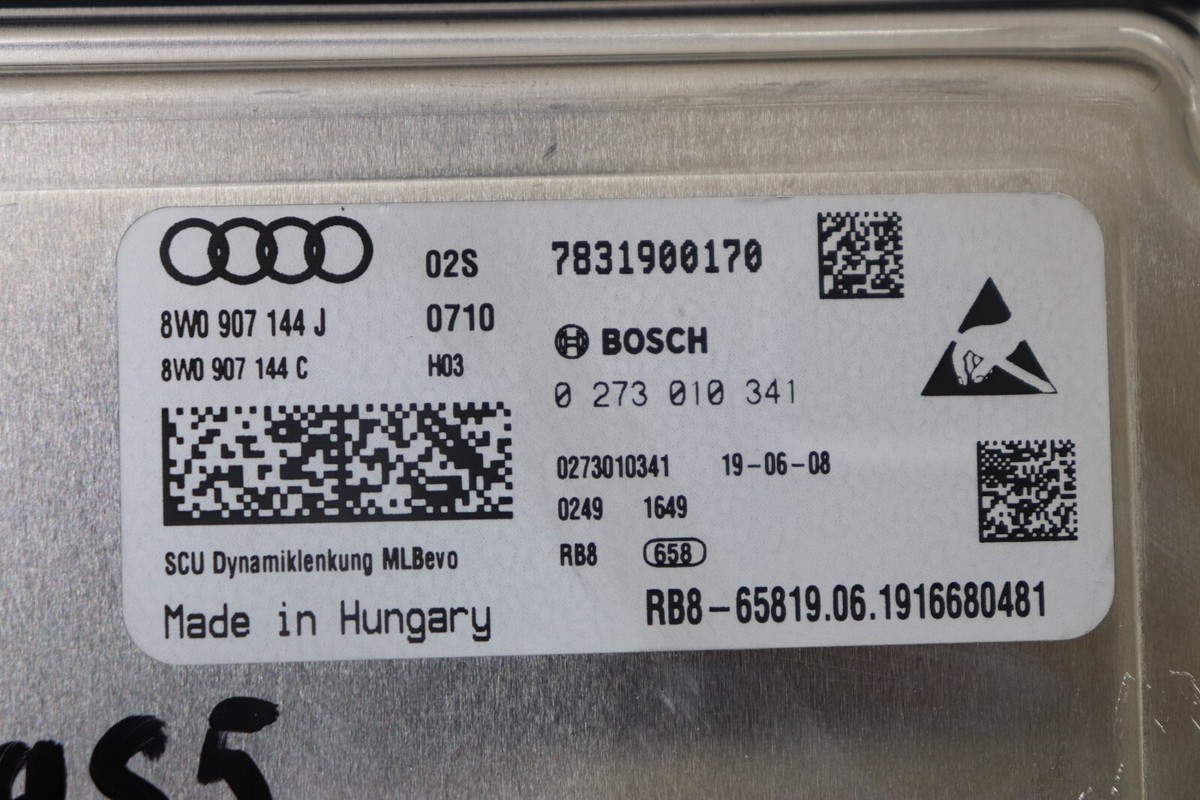 02S 7831900170
8W0 907 144 J 0710
8W0 907 144 C H03
BOSCH
0 273 010 341
0273010341 19-06-08
0249 1649
RB8 658
SCU Dynamiklenkung MLBevo
Made in Hungary
RB8-65819.06.1916680481